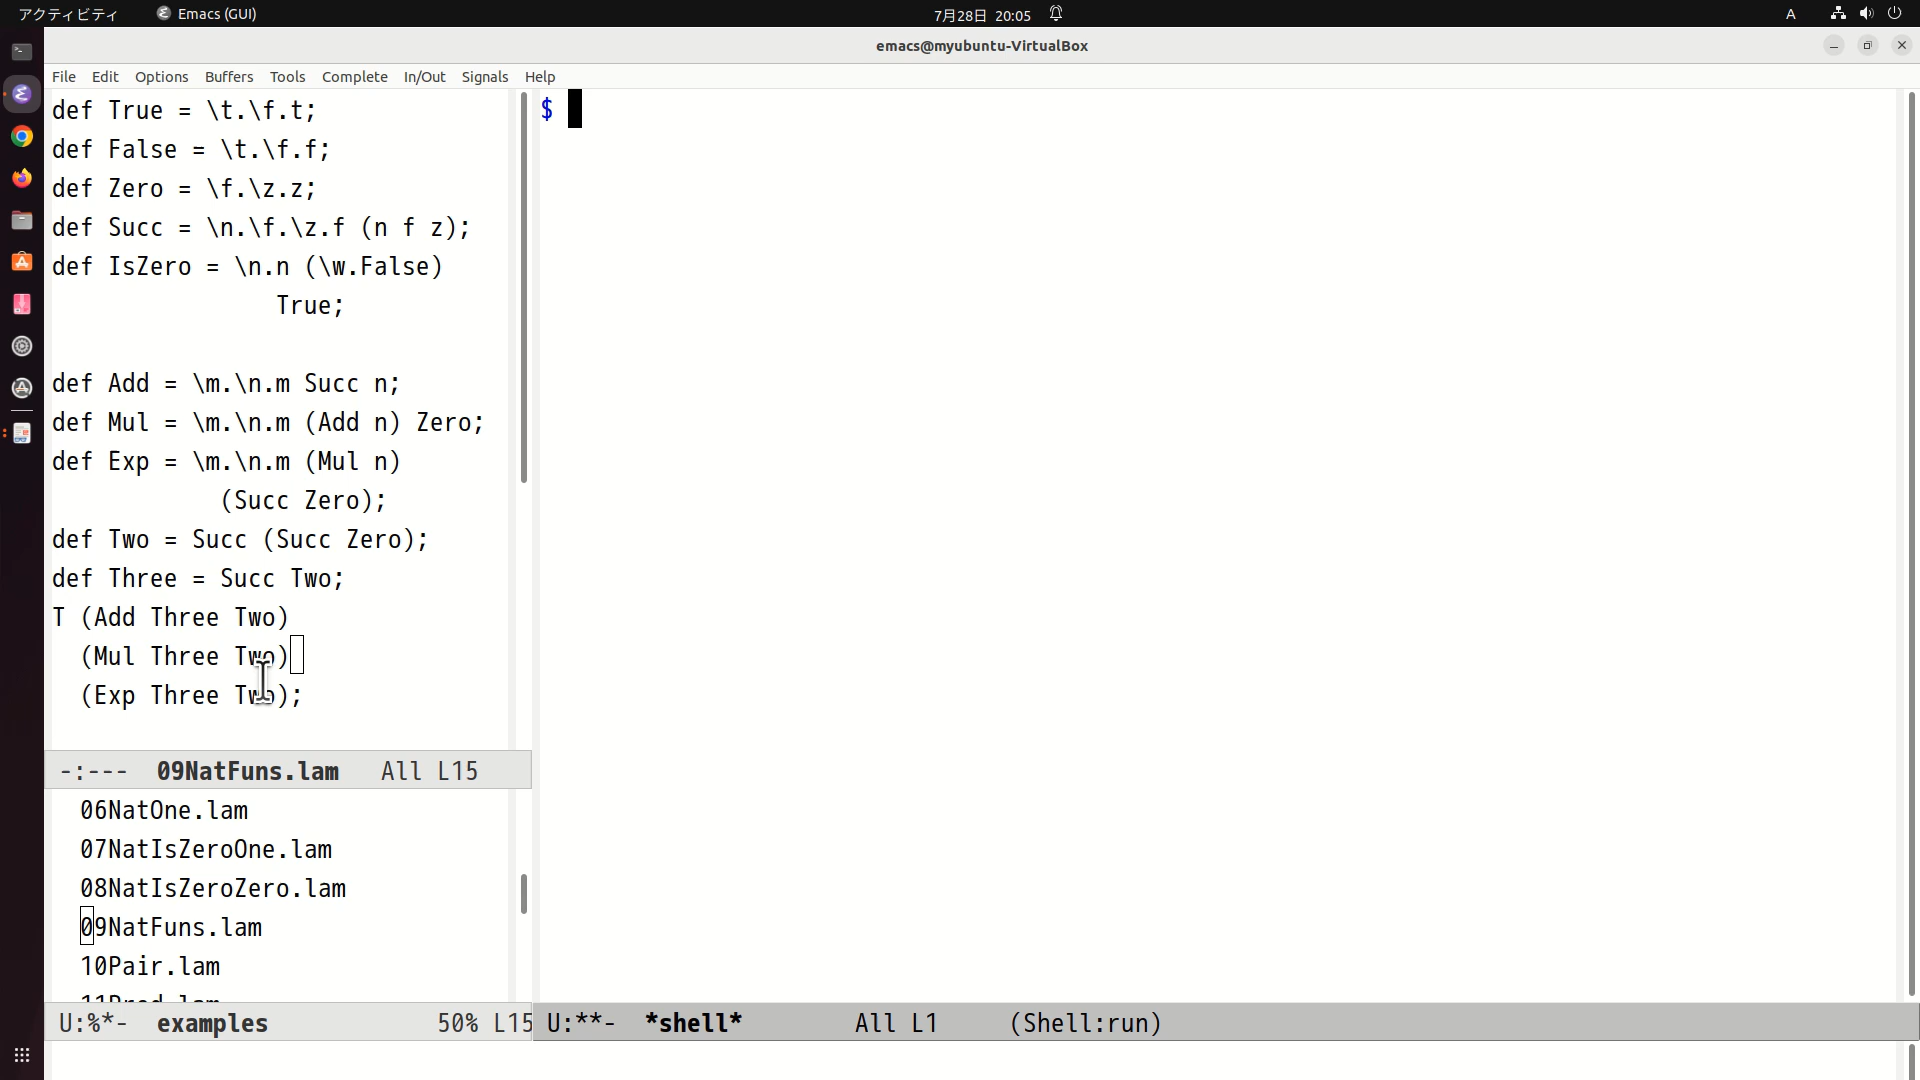 アクティビティ Emacs (GUI) 7月28日 20:05 A
emacs@myubuntu-VirtualBox
File Edit Options Buffers Tools Complete In/Out Signals Help
def True = \t.\f.t;
def False = \t.\f.f;
def Zero = \f.\z.z;
def Succ = \n.\f.\z.f (n f z);
def IsZero = \n.n (\w.False)
                True;
def Add = \m.\n.m Succ n;
def Mul = \m.\n.m (Add n) Zero;
def Exp = \m.\n.m (Mul n)
            (Succ Zero);
def Two = Succ (Succ Zero);
def Three = Succ Two;
T (Add Three Two)
  (Mul Three Two)
  (Exp Three Two);
-:--- 09NatFuns.lam All L15
06NatOne.lam
07NatIsZeroOne.lam
08NatIsZeroZero.lam
09NatFuns.lam
10Pair.lam
11Prod.lam
U:%*- examples 50% L15
$
U:**- *shell* All L1 (Shell:run)